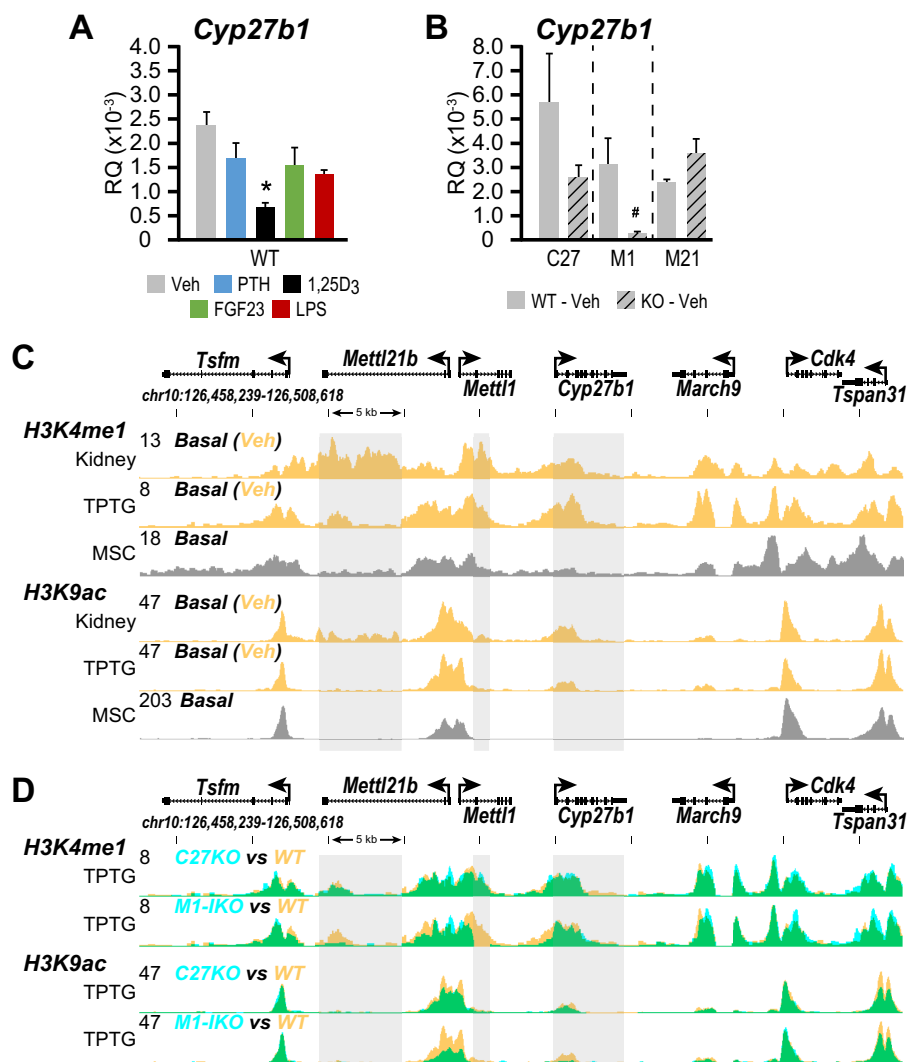 A Cyp27b1
RQ (x10-3)
4.0
3.5
3.0
2.5
2.0
1.5
1.0
0.5
0
*
WT
Veh PTH 1,25D3
FGF23 LPS
B Cyp27b1
RQ (x10-3)
8.0
7.0
6.0
5.0
4.0
3.0
2.0
1.0
0
#
C27 M1 M21
WT - Veh KO - Veh
C
Tsfm Mettl21b Mettl1 Cyp27b1 March9 Cdk4 Tspan31
chr10:126,458,239-126,508,618
5 kb
H3K4me1
13 Basal (Veh)
Kidney
8 Basal (Veh)
TPTG
18 Basal
MSC
H3K9ac
47 Basal (Veh)
Kidney
47 Basal (Veh)
TPTG
203 Basal
MSC
D
Tsfm Mettl21b Mettl1 Cyp27b1 March9 Cdk4 Tspan31
chr10:126,458,239-126,508,618
5 kb
H3K4me1
8 C27KO vs WT
TPTG
8 M1-IKO vs WT
TPTG
H3K9ac
47 C27KO vs WT
TPTG
47 M1-IKO vs WT
TPTG